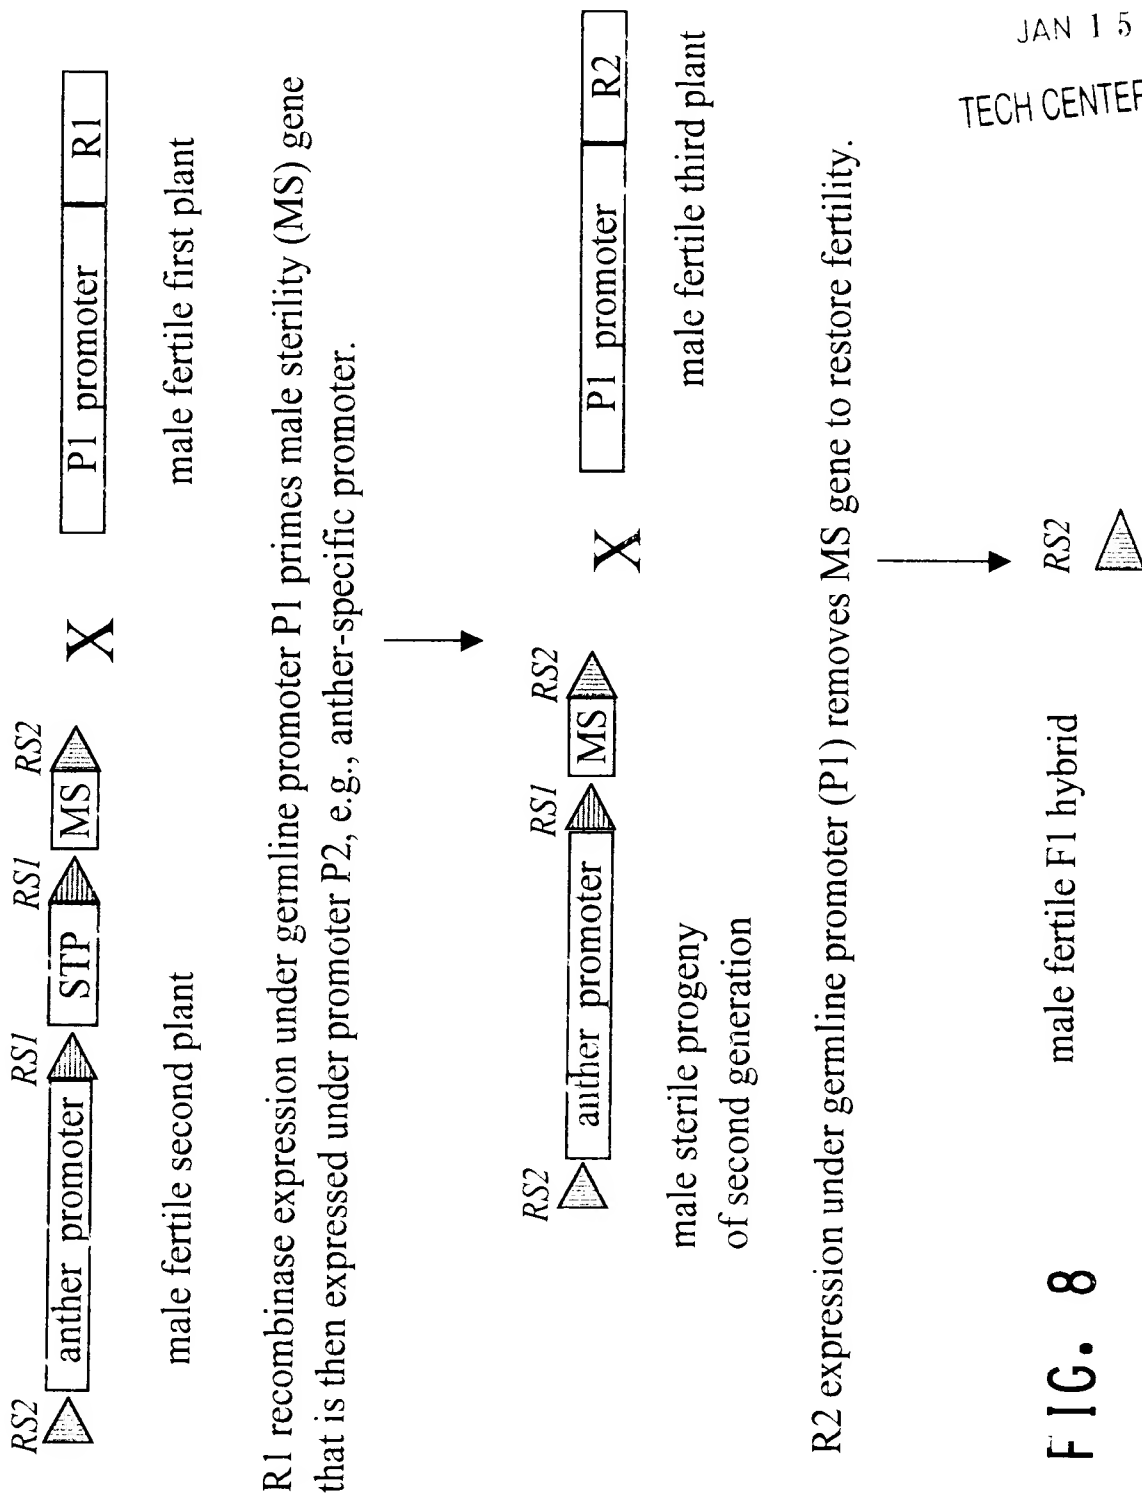 RS2 RS1 RS1 RS2
anther promoter STP MS X P1 promoter R1
male fertile second plant male fertile first plant
R1 recombinase expression under germline promoter P1 primes male sterility (MS) gene
that is then expressed under promoter P2, e.g., anther-specific promoter.
RS2 RS1 RS2
anther promoter MS X P1 promoter R2
male sterile progeny
of second generation
male fertile third plant
R2 expression under germline promoter (P1) removes MS gene to restore fertility.
RS2
male fertile F1 hybrid
FIG. 8
JAN 15
TECH CENTER